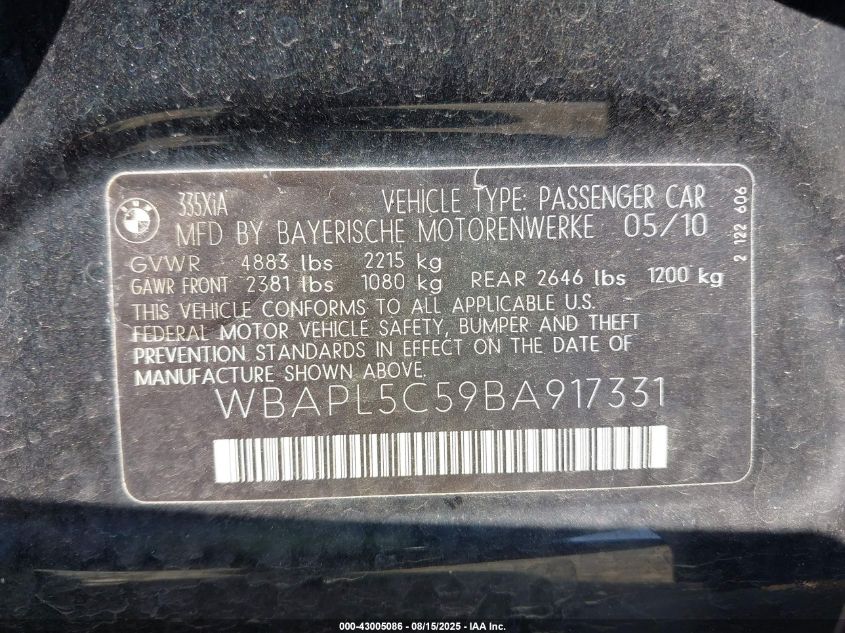 BMW
335XiA VEHICLE TYPE: PASSENGER CAR
MFD BY BAYERISCHE MOTORENWERKE 05/10
GVWR 4883 lbs 2215 kg
GAWR FRONT 2381 lbs 1080 kg REAR 2646 lbs 1200 kg
THIS VEHICLE CONFORMS TO ALL APPLICABLE U.S.
FEDERAL MOTOR VEHICLE SAFETY, BUMPER AND THEFT
PREVENTION STANDARDS IN EFFECT ON THE DATE OF
MANUFACTURE SHOWN ABOVE.
WBAPL5C59BA917331
2 122 606
000-43005086 - 08/15/2025 - IAA Inc.